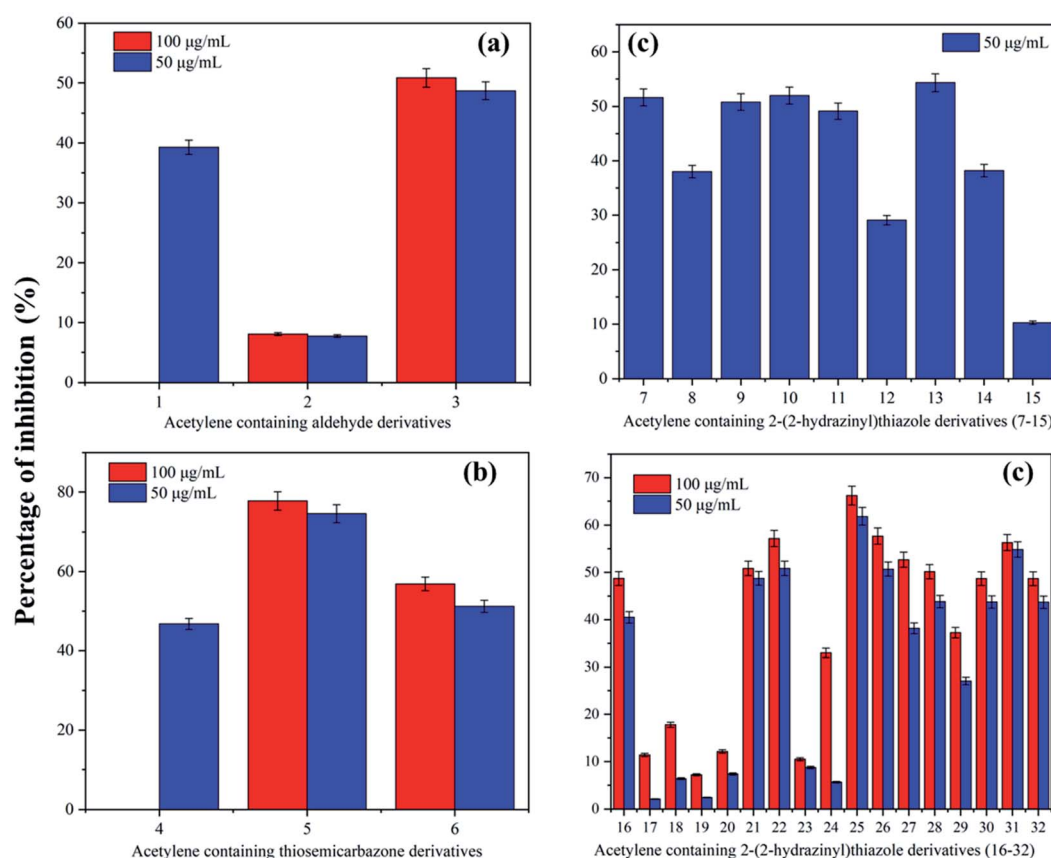 Percentage of inhibition (%)
(a)
100 μg/mL
50 μg/mL
60
50
40
30
20
10
0
1 2 3
Acetylene containing aldehyde derivatives
(c)
50 μg/mL
60
50
40
30
20
10
0
7 8 9 10 11 12 13 14 15
Acetylene containing 2-(2-hydrazinyl)thiazole derivatives (7-15)
(b)
100 μg/mL
50 μg/mL
80
60
40
20
0
4 5 6
Acetylene containing thiosemicarbazone derivatives
(c)
100 μg/mL
50 μg/mL
70
60
50
40
30
20
10
0
16 17 18 19 20 21 22 23 24 25 26 27 28 29 30 31 32
Acetylene containing 2-(2-hydrazinyl)thiazole derivatives (16-32)